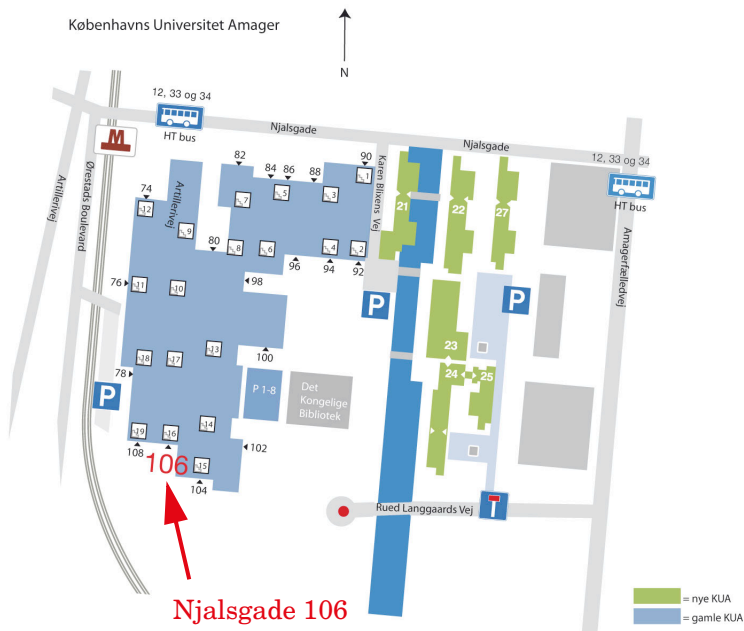 Københavns Universitet Amager
N
12, 33 og 34
HT bus
M
Njalsgade
Njalsgade
12, 33 og 34
HT bus
Artillerivej
Ørestads Boulevard
Artillerivej
Karen Blixens Vej
Amagerfælledvej
82
84
86
88
90
74
80
76
78
98
96
94
92
100
102
104
108
106
1
2
3
4
5
6
7
8
9
10
11
12
13
14
15
16
17
18
19
21
22
27
23
24
25
P
P
P
P 1-8
Det
Kongelige
Bibliotek
Rued Langgaards Vej
Njalsgade 106
= nye KUA
= gamle KUA